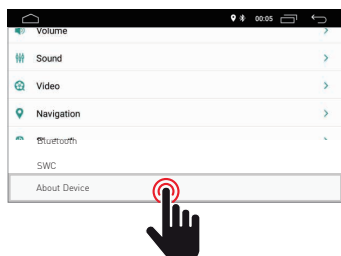 00:05
Volume
Sound
Video
Navigation
Bluetooth
SWC
About Device